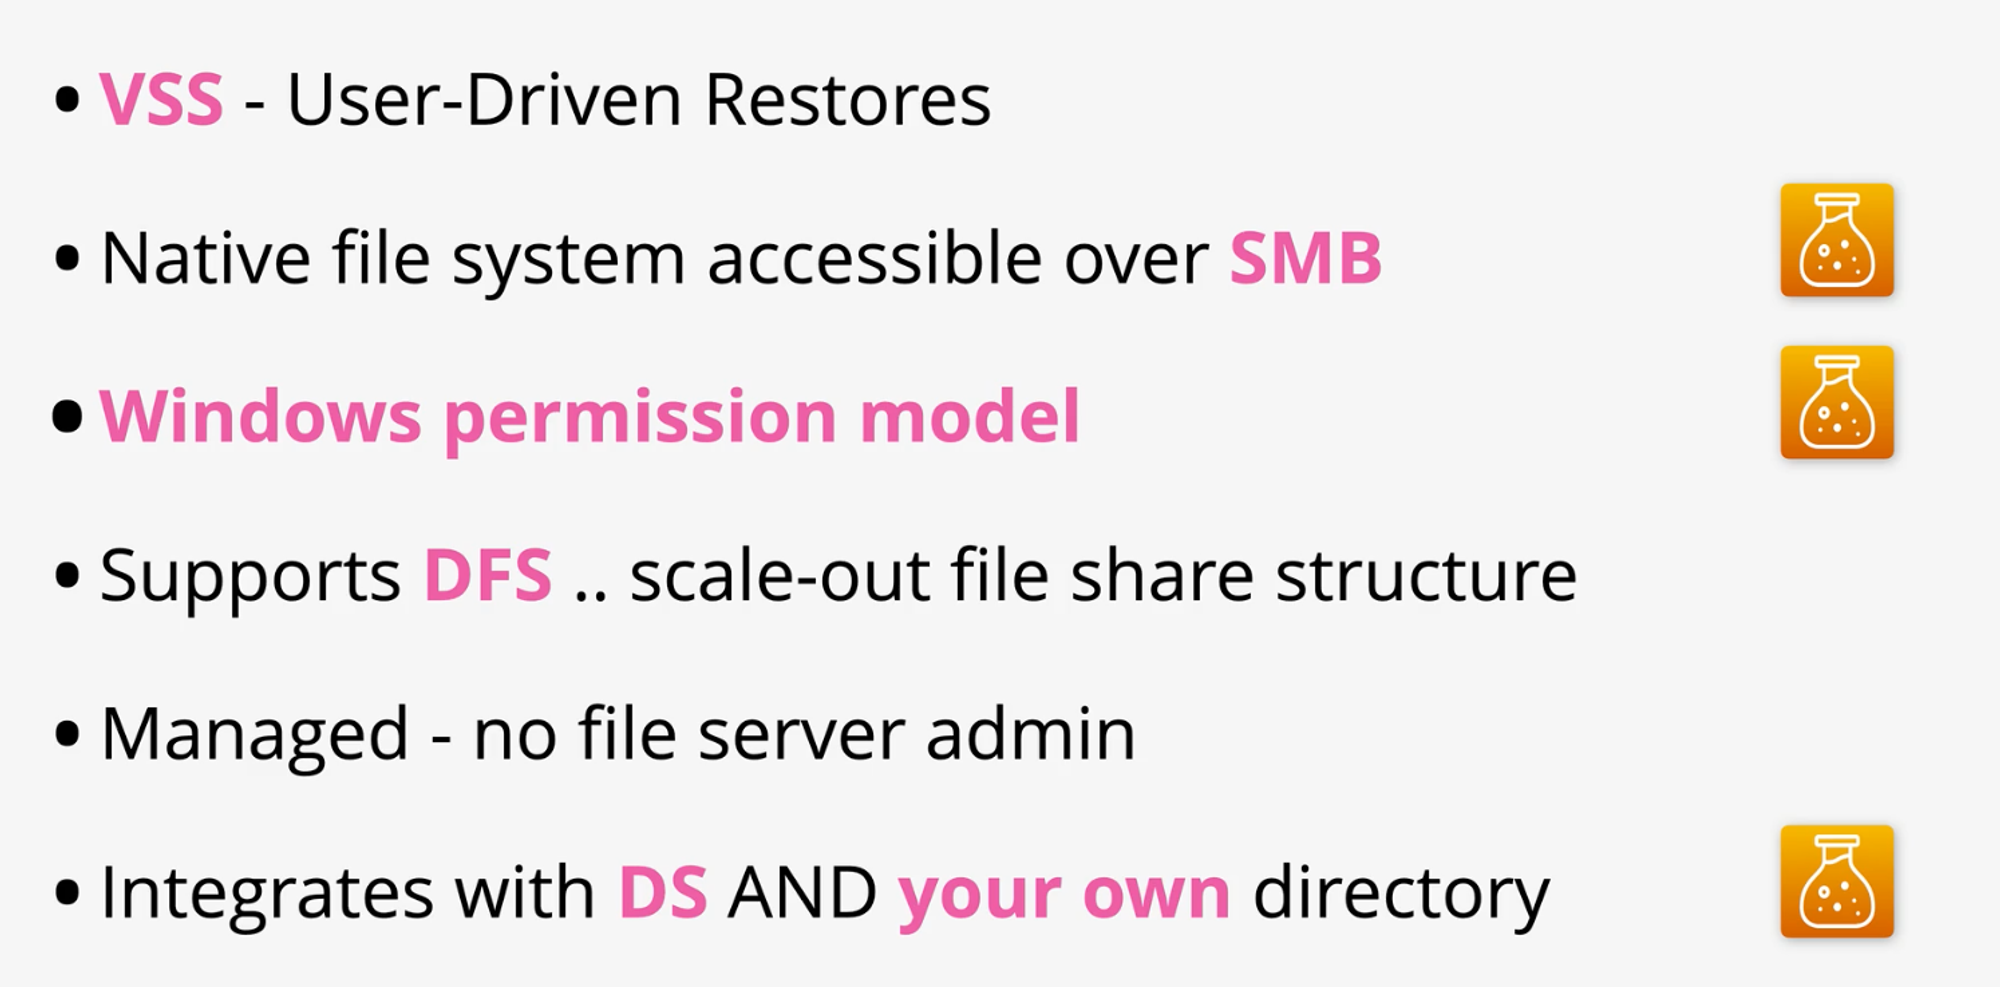 • VSS - User-Driven Restores
• Native file system accessible over SMB
• Windows permission model
• Supports DFS .. scale-out file share structure
• Managed - no file server admin
• Integrates with DS AND your own directory